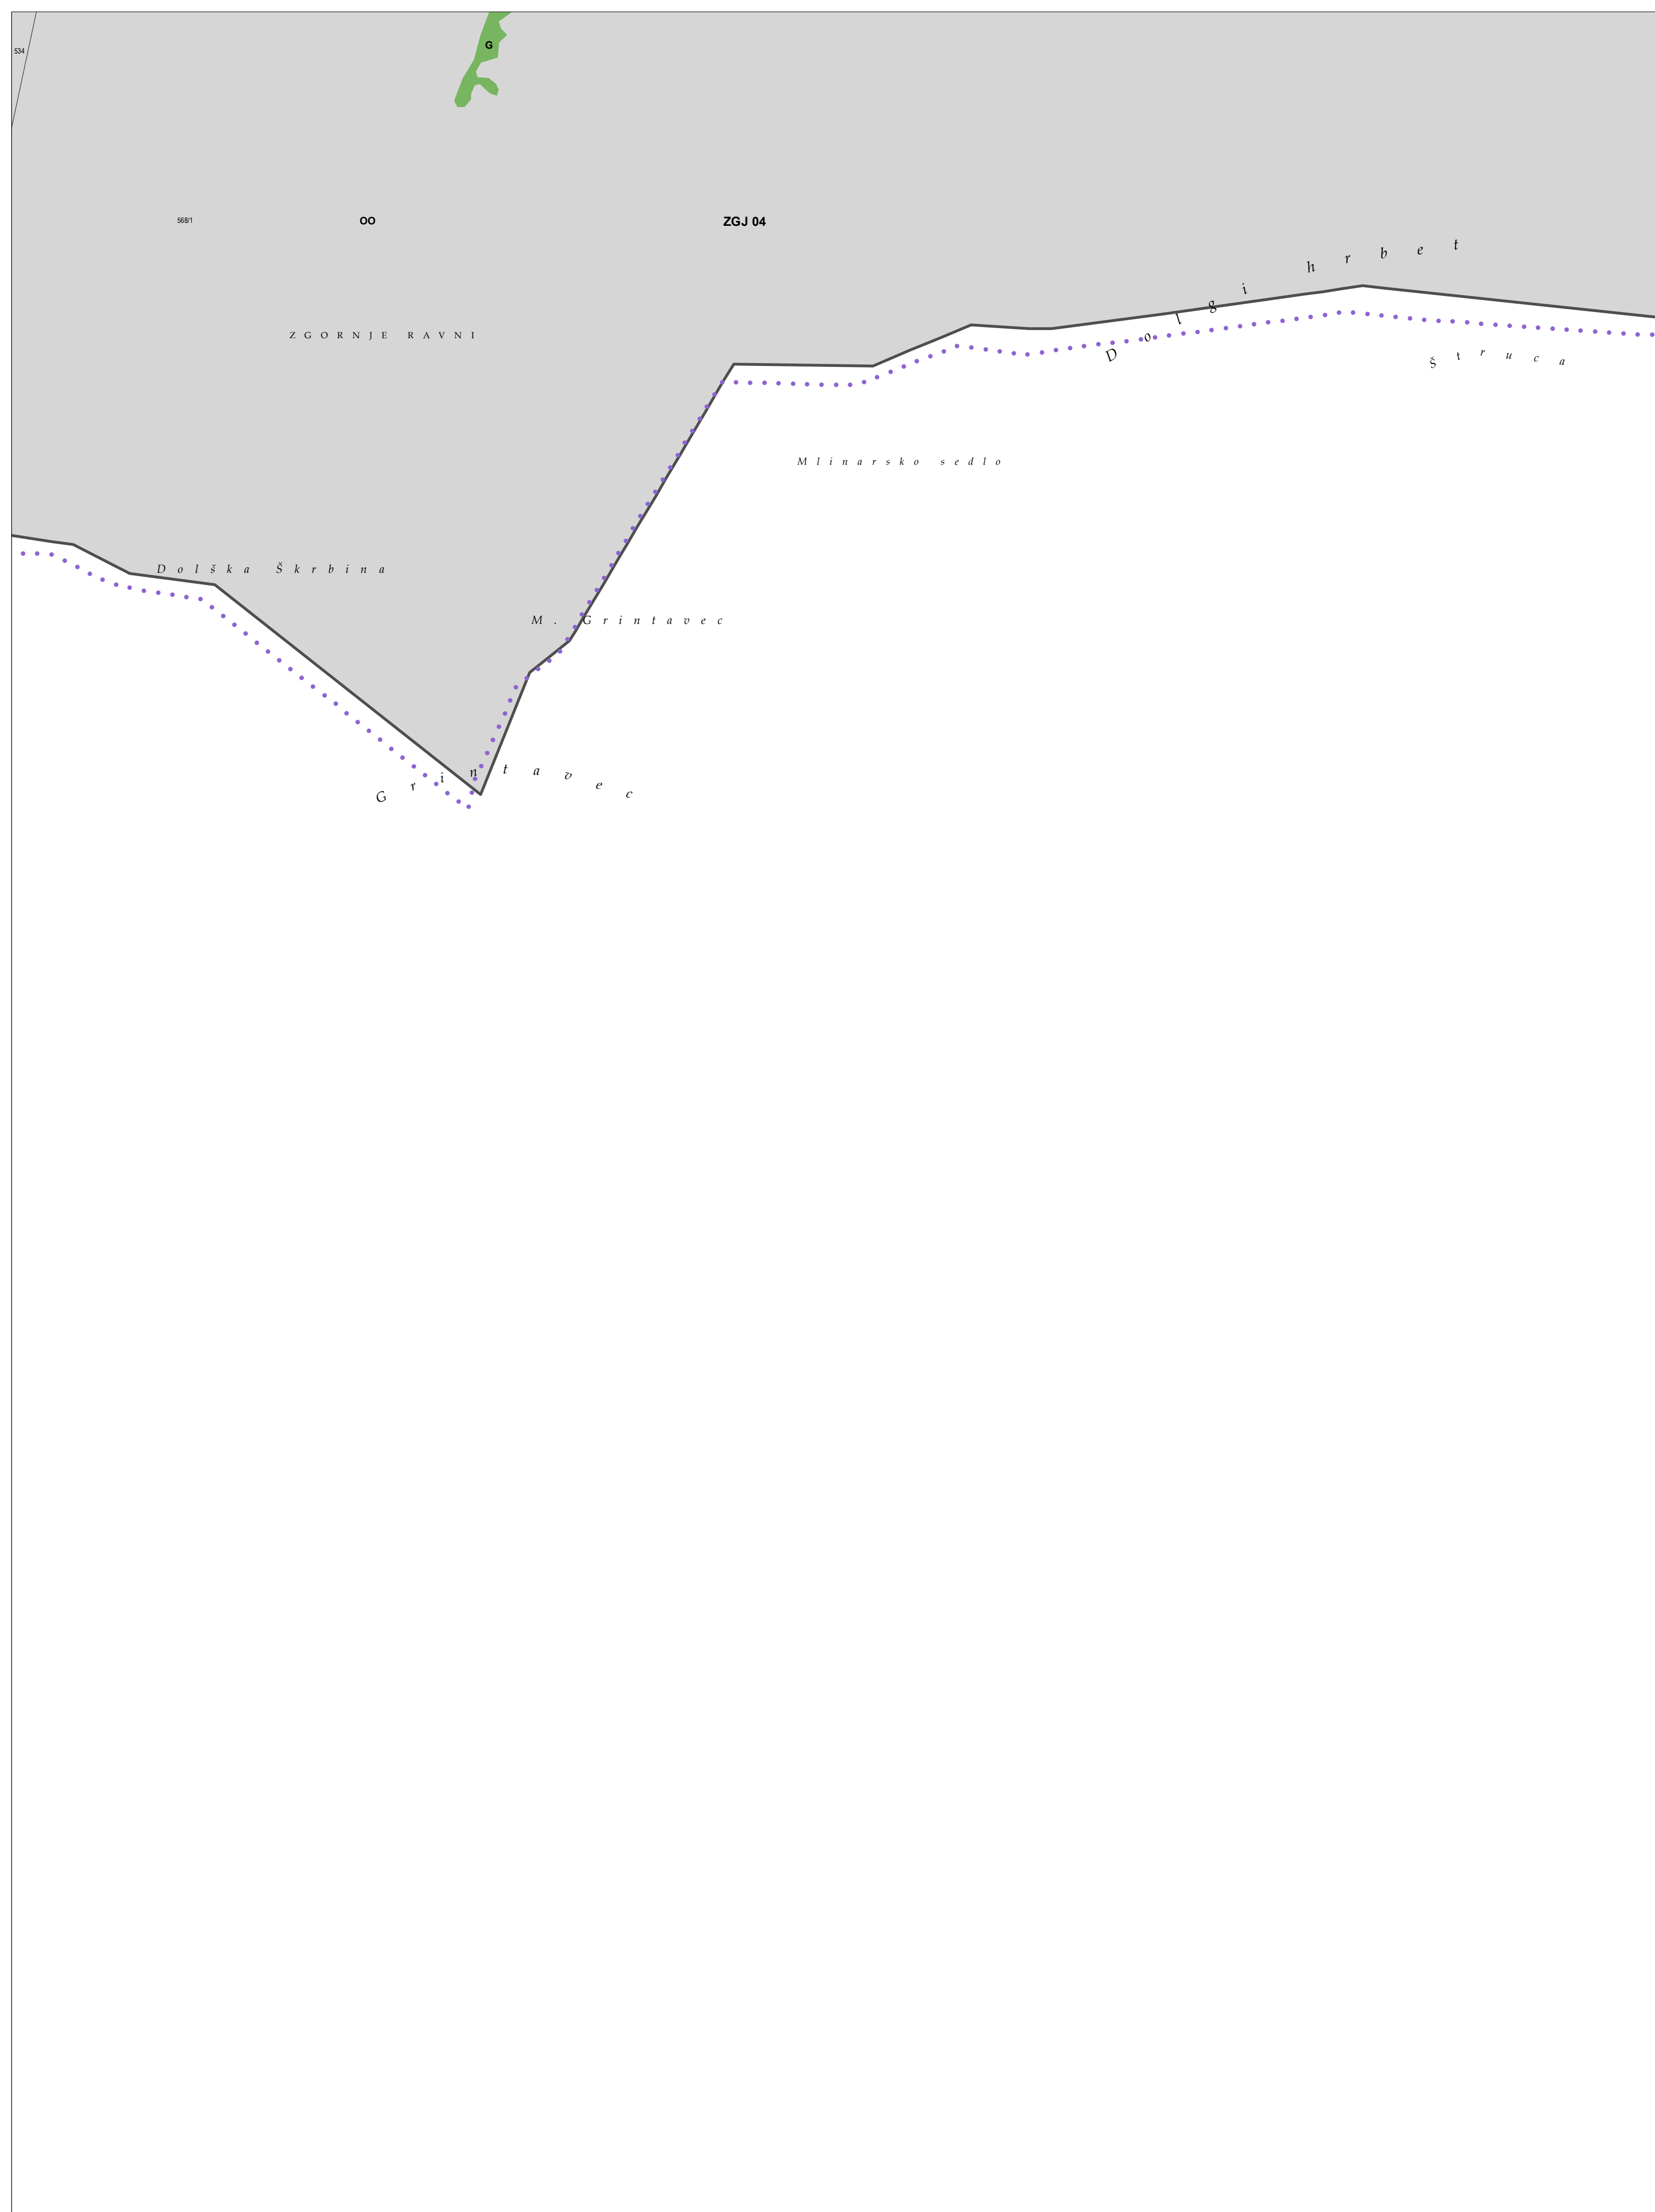 G
534
568/1
OO
ZGJ 04
Dolgi hrbet
ZGORNJE RAVNI
Štruca
Mlinarsko sedlo
Dolška Škrbina
M. Grintavec
Grintavec